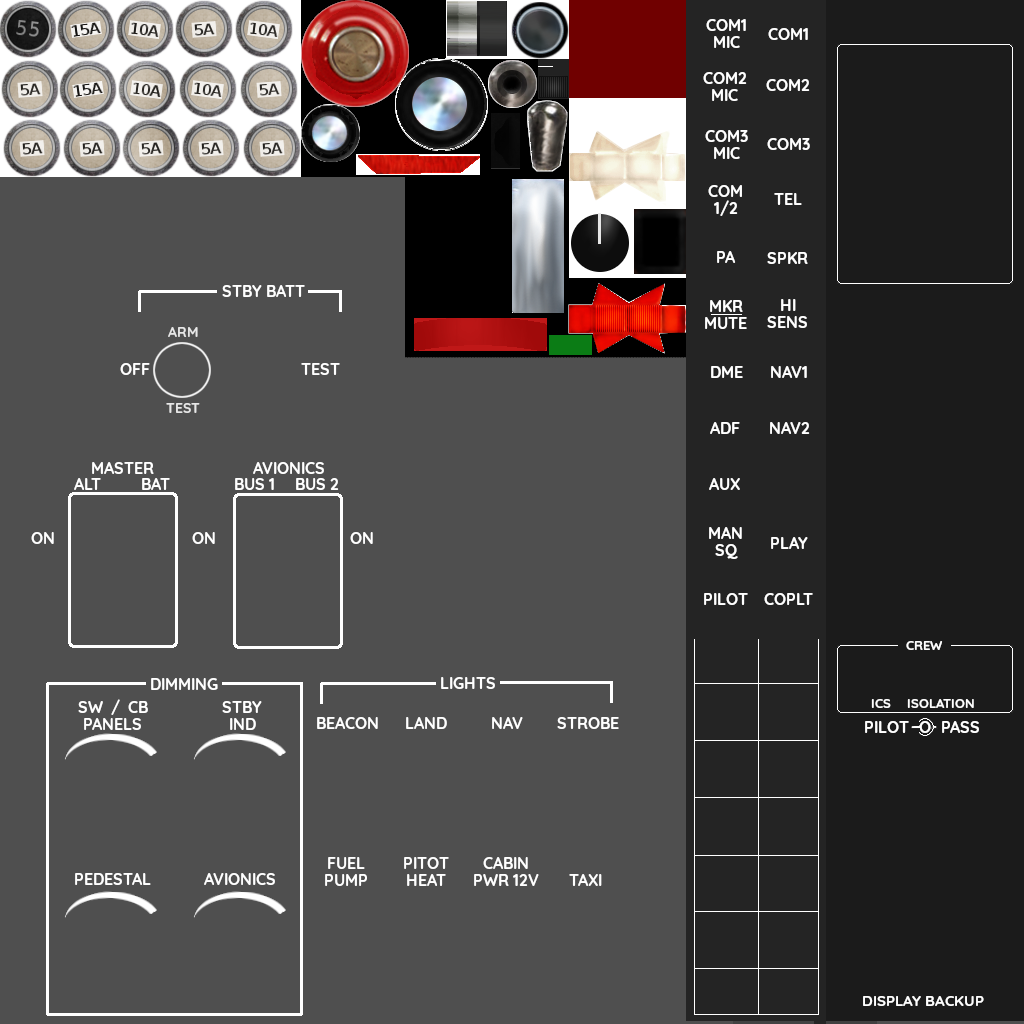 55 15A 10A 5A 10A
5A 15A 10A 10A 5A
5A 5A 5A 5A 5A
STBY BATT
ARM
OFF
TEST
TEST
MASTER
ALT BAT
AVIONICS
BUS 1 BUS 2
ON ON ON
DIMMING
SW / CB
PANELS
STBY
IND
PEDESTAL
AVIONICS
LIGHTS
BEACON LAND NAV STROBE
FUEL
PUMP
PITOT
HEAT
CABIN
PWR 12V
TAXI
COM1
MIC
COM1
COM2
MIC
COM2
COM3
MIC
COM3
COM
1/2
TEL
PA
SPKR
MKR
MUTE
HI
SENS
DME
NAV1
ADF
NAV2
AUX
MAN
SQ
PLAY
PILOT
COPLT
CREW
ICS ISOLATION
PILOT PASS
DISPLAY BACKUP